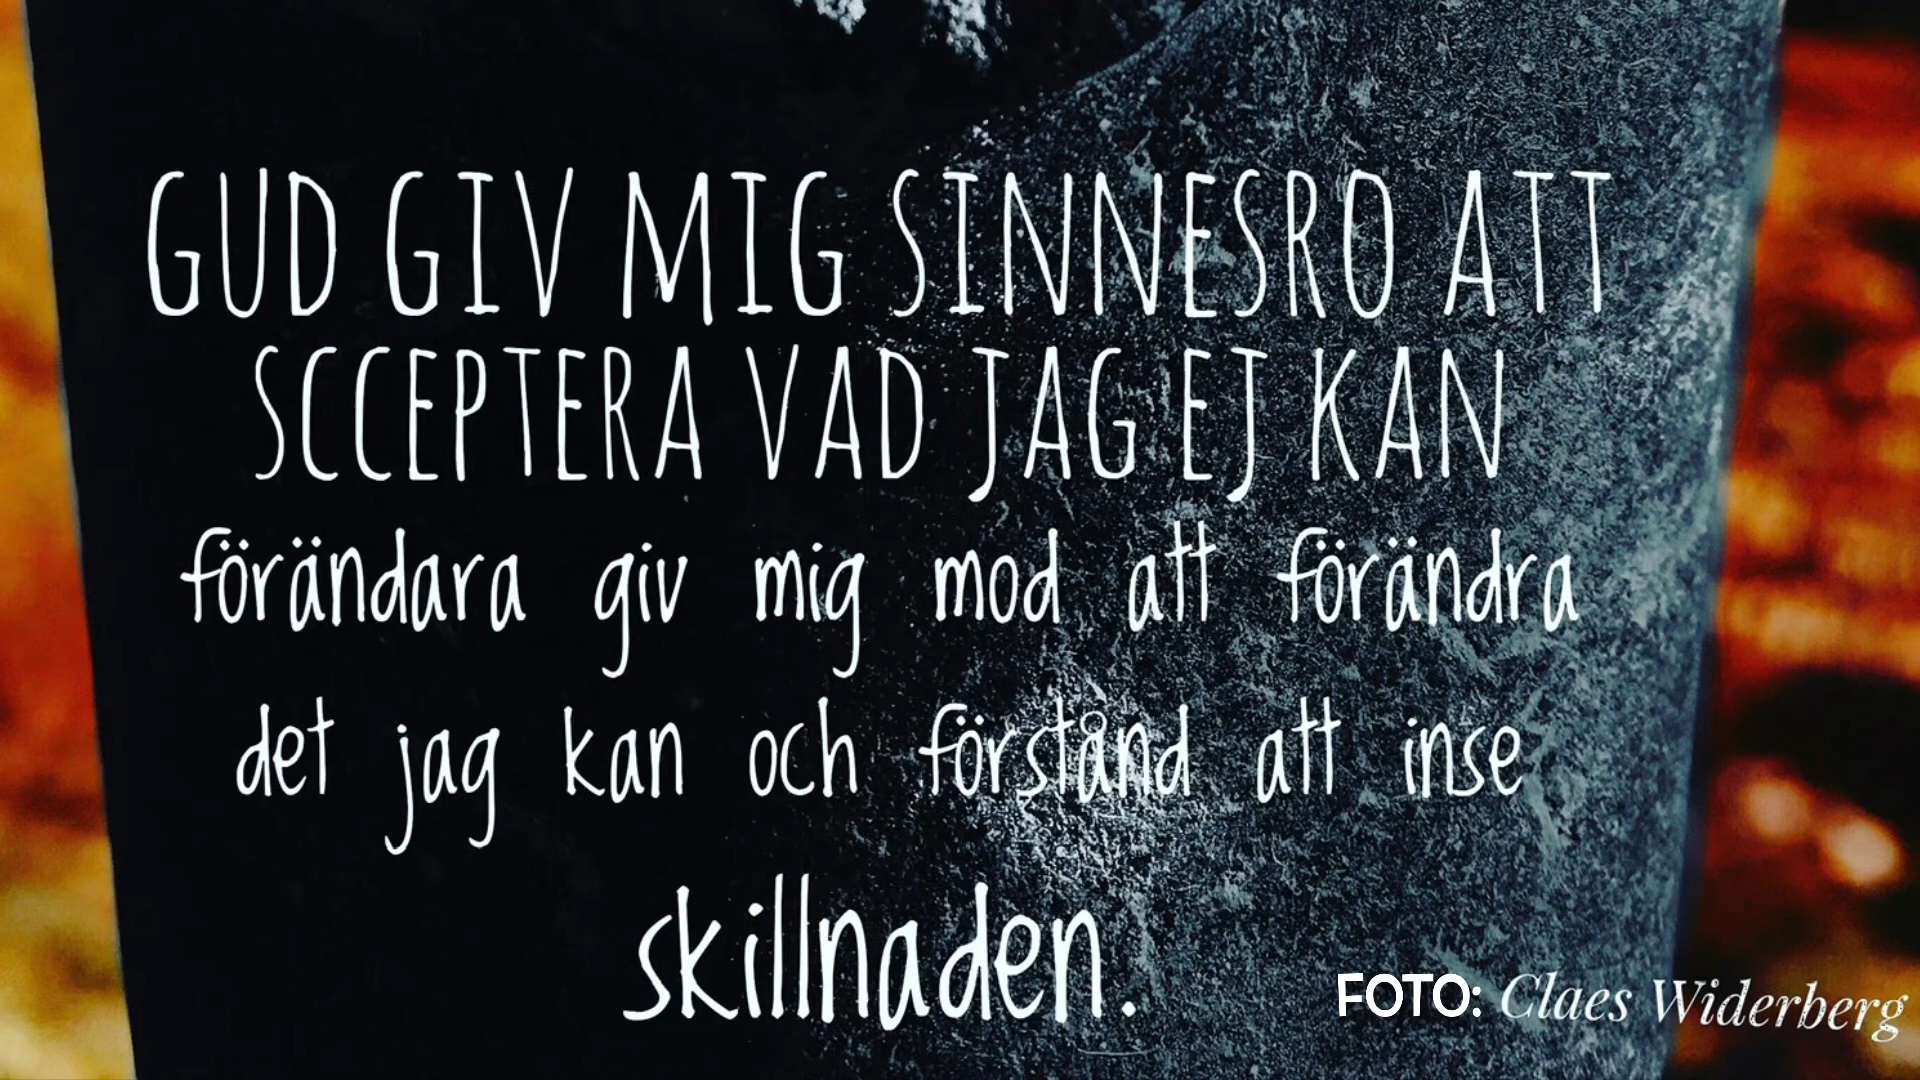 GUD GIV MIG SINNESRO ATT
SCCEPTERA VAD JAG EJ KAN
förändara giv mig mod att förändra
det jag kan och förstånd att inse
skillnaden.
FOTO: Claes Widerberg